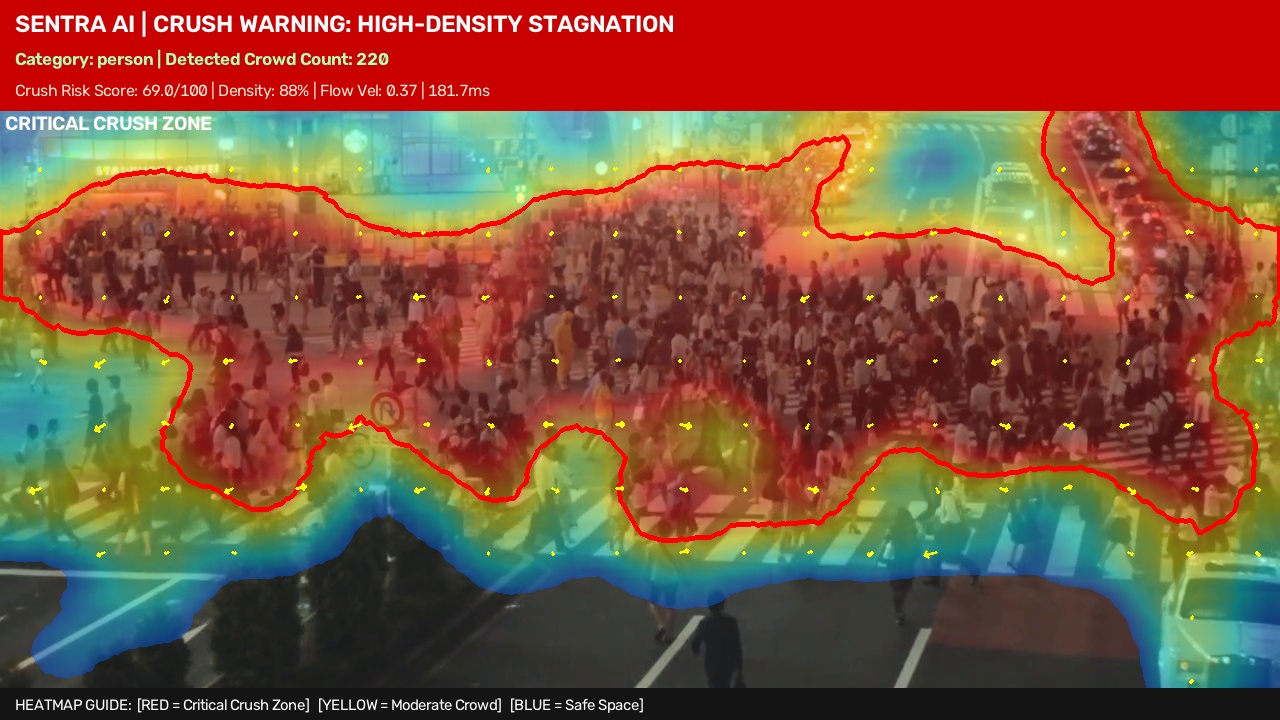 SENTRA AI | CRUSH WARNING: HIGH-DENSITY STAGNATION
Category: person | Detected Crowd Count: 220
Crush Risk Score: 69.0/100 | Density: 88% | Flow Vel: 0.37 | 181.7ms
CRITICAL CRUSH ZONE
HEATMAP GUIDE: [RED = Critical Crush Zone] [YELLOW = Moderate Crowd] [BLUE = Safe Space]